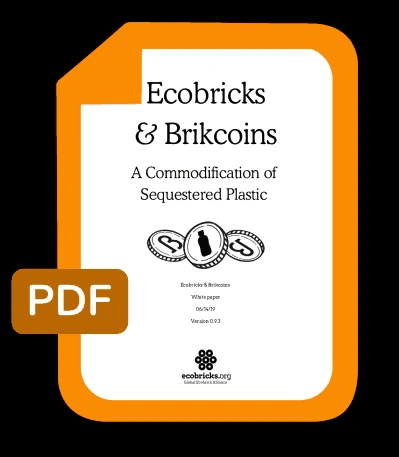 Ecobricks
& Brikcoins
A Commodification of
Sequestered Plastic
Ecobricks & Brikcoins
White paper
06/14/19
Version 0.9.3
PDF
ecobricks.org
Global Ecobrick Alliance